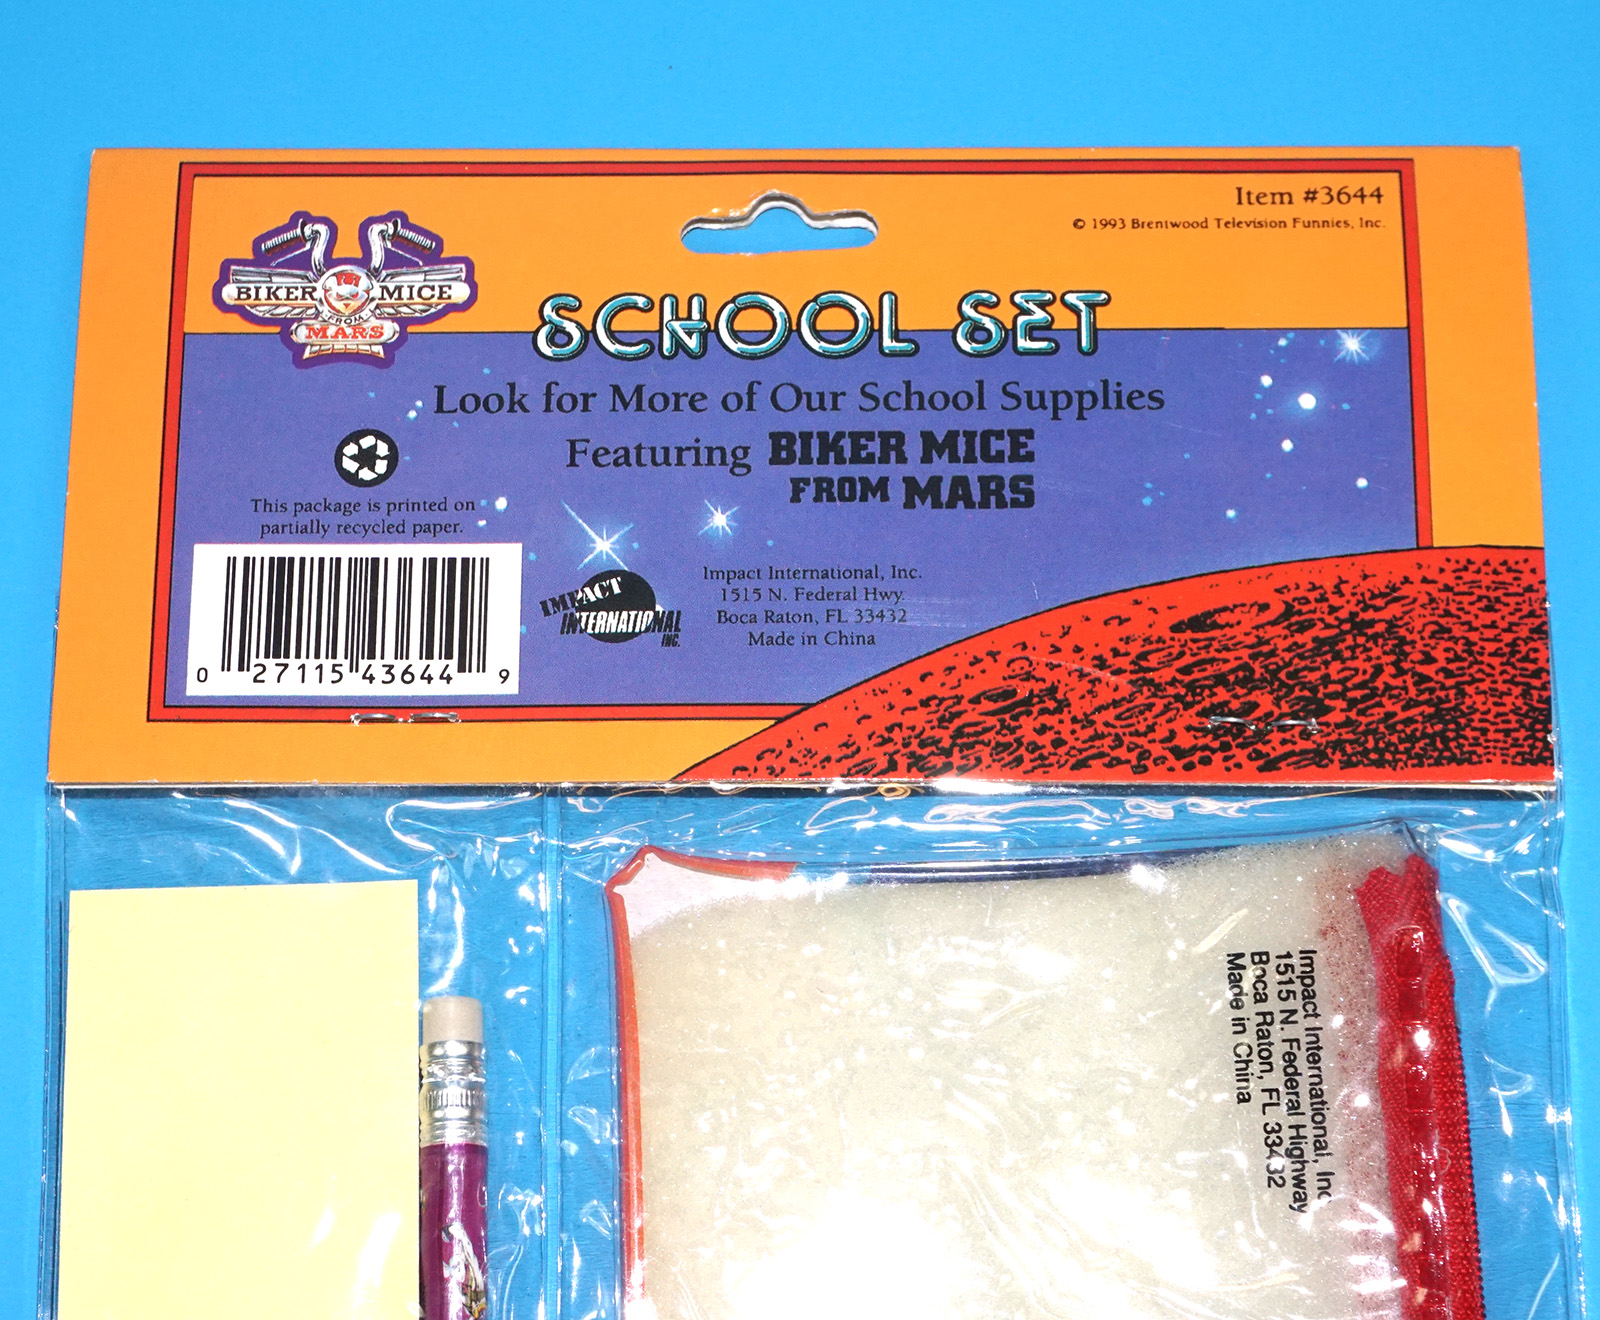 Item #3644
© 1993 Brentwood Television Funnies, Inc.
BIKER MICE
FROM
MARS
SCHOOL SET
Look for More of Our School Supplies
Featuring BIKER MICE
FROM MARS
This package is printed on
partially recycled paper.
0 27115 43644 9
IMPACT
INTERNATIONAL
INC.
Impact International, Inc.
1515 N. Federal Hwy.
Boca Raton, FL 33432
Made in China
Impact International, Inc
1515 N. Federal Highway
Boca Raton, FL 33432
Made in China